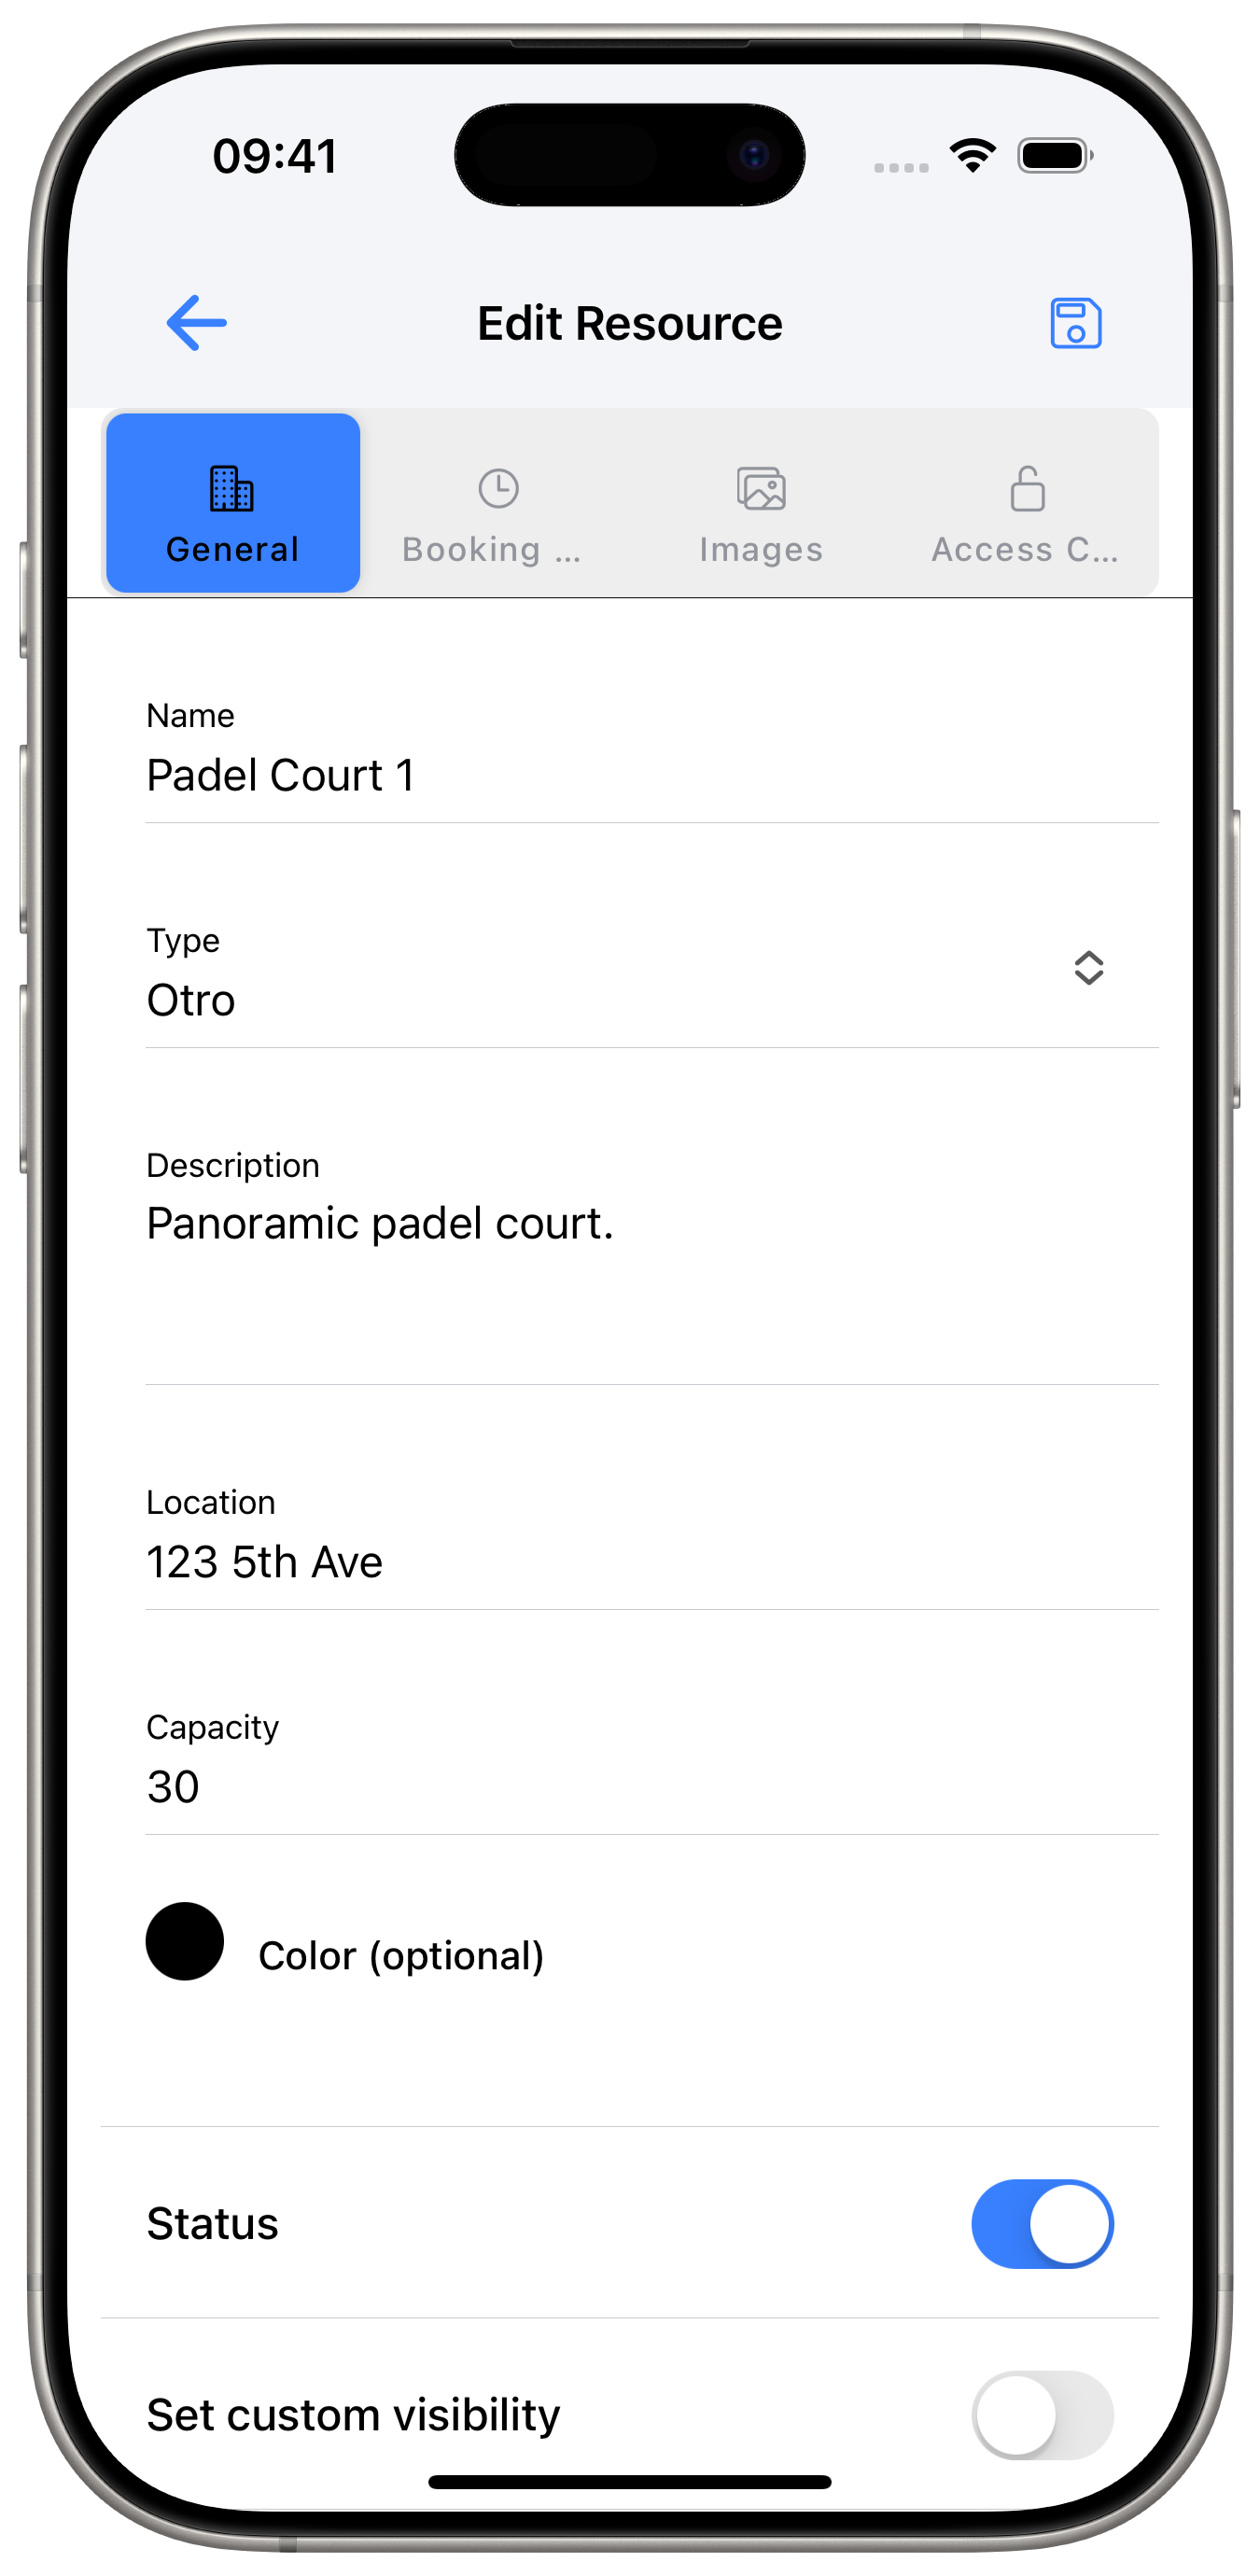 09:41
Edit Resource
General
Booking ...
Images
Access C...
Name
Padel Court 1
Type
Otro
Description
Panoramic padel court.
Location
123 5th Ave
Capacity
30
Color (optional)
Status
Set custom visibility